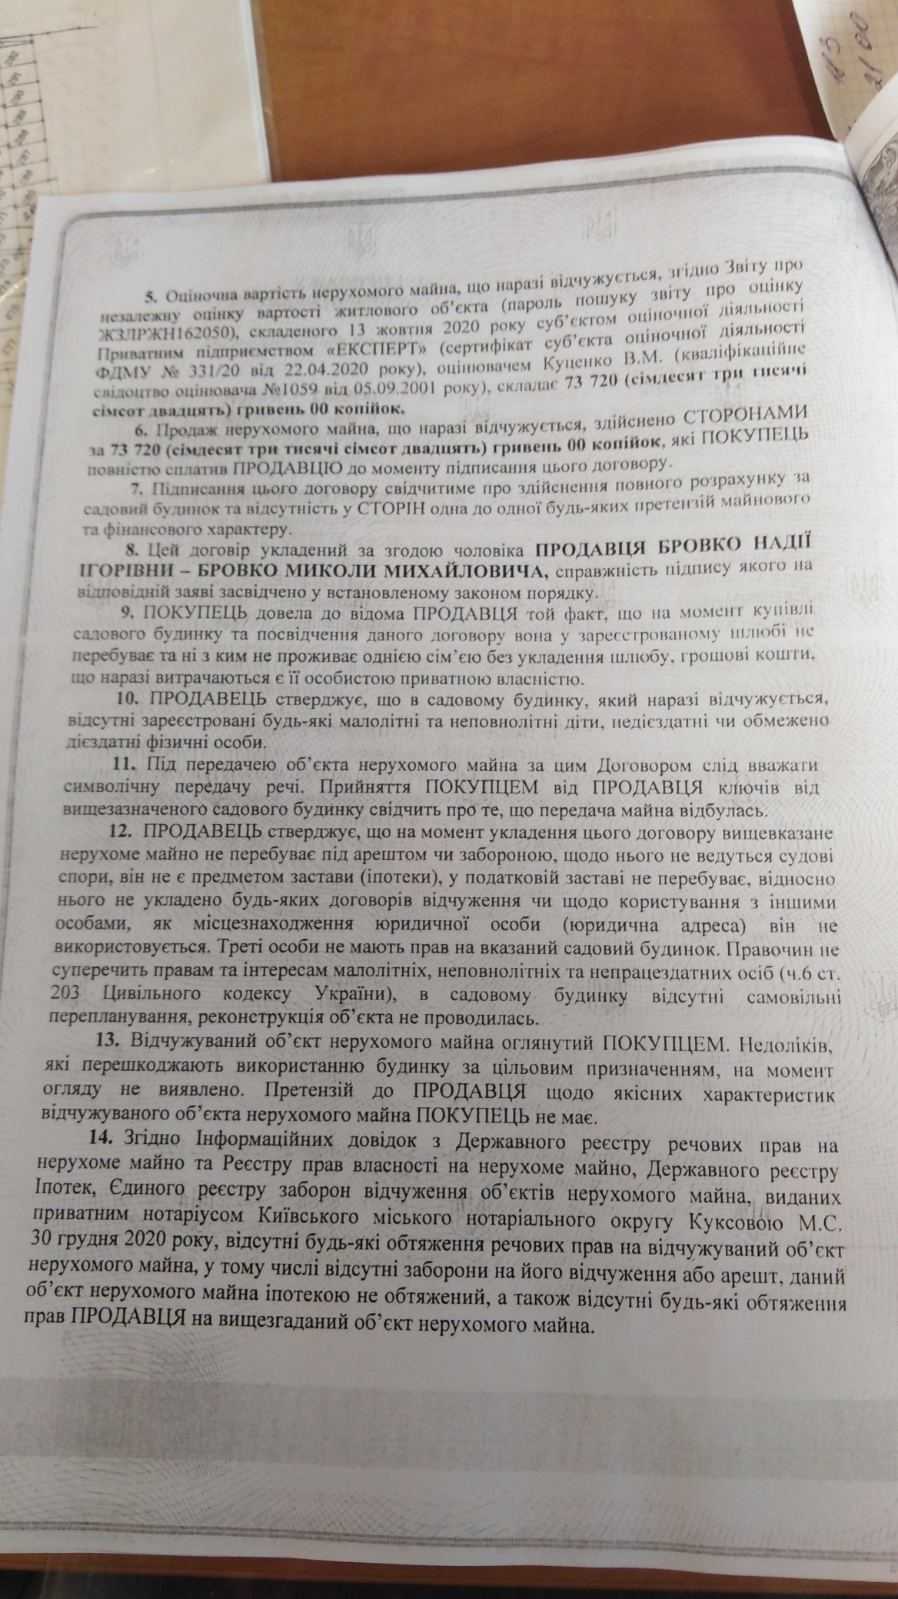 5. Оціночна вартість нерухомого майна, що наразі відчужується, згідно Звіту про
незалежну оцінку вартості житлового об’єкта (пароль пошуку звіту про оцінку
ЖЗЛРЖН162050), складеного 13 жовтня 2020 року суб’єктом оціночної діяльності
Приватним підприємством «ЕКСПЕРТ» (сертифікат суб’єкта оціночної діяльності
ФДМУ № 331/20 від 22.04.2020 року), оцінювачем Куценко В.М. (кваліфікаційне
свідоцтво оцінювача №1059 від 05.09.2001 року), складає 73 720 (сімдесят три тисячі
сімсот двадцять) гривень 00 копійок.
6. Продаж нерухомого майна, що наразі відчужується, здійснено СТОРОНАМИ
за 73 720 (сімдесят три тисячі сімсот двадцять) гривень 00 копійок, які ПОКУПЕЦЬ
повністю сплатив ПРОДАВЦЮ до моменту підписання цього договору.
7. Підписання цього договору свідчитиме про здійснення повного розрахунку за
садовий будинок та відсутність у СТОРІН одна до одної будь-яких претензій майнового
та фінансового характеру.
8. Цей договір укладений за згодою чоловіка ПРОДАВЦЯ БРОВКО НАДІЇ
ІГОРІВНИ – БРОВКО МИКОЛИ МИХАЙЛОВИЧА, справжність підпису якого на
відповідній заяві засвідчено у встановленому законом порядку.
9. ПОКУПЕЦЬ довела до відома ПРОДАВЦЯ той факт, що на момент купівлі
садового будинку та посвідчення даного договору вона у зареєстрованому шлюбі не
перебуває та ні з ким не проживає однією сім’єю без укладення шлюбу, грошові кошти,
що наразі витрачаються є її особистою приватною власністю.
10. ПРОДАВЕЦЬ стверджує, що в садовому будинку, який наразі відчужується,
відсутні зареєстровані будь-які малолітні та неповнолітні діти, недієздатні чи обмежено
дієздатні фізичні особи.
11. Під передачею об’єкта нерухомого майна за цим Договором слід вважати
символічну передачу речі. Прийняття ПОКУПЦЕМ від ПРОДАВЦЯ ключів від
вищезазначеного садового будинку свідчить про те, що передача майна відбулась.
12. ПРОДАВЕЦЬ стверджує, що на момент укладення цього договору вищевказане
нерухоме майно не перебуває під арештом чи забороною, щодо нього не ведуться судові
спори, він не є предметом застави (іпотеки), у податковій заставі не перебуває, відносно
нього не укладено будь-яких договорів відчуження чи щодо користування з іншими
особами, як місцезнаходження юридичної особи (юридична адреса) він не
використовується. Треті особи не мають прав на вказаний садовий будинок. Правочин не
суперечить правам та інтересам малолітніх, неповнолітніх та непрацездатних осіб (ч.6 ст.
203 Цивільного кодексу України), в садовому будинку відсутні самовільні
перепланування, реконструкція об’єкта не проводилась.
13. Відчужуваний об’єкт нерухомого майна оглянутий ПОКУПЦЕМ. Недоліків,
які перешкоджають використанню будинку за цільовим призначенням, на момент
огляду не виявлено. Претензій до ПРОДАВЦЯ щодо якісних характеристик
відчужуваного об’єкта нерухомого майна ПОКУПЕЦЬ не має.
14. Згідно Інформаційних довідок з Державного реєстру речових прав на
нерухоме майно та Реєстру прав власності на нерухоме майно, Державного реєстру
Іпотек, Єдиного реєстру заборон відчуження об’єктів нерухомого майна, виданих
приватним нотаріусом Київського міського нотаріального округу Куксовою М.С.
30 грудня 2020 року, відсутні будь-які обтяження речових прав на відчужуваний об’єкт
нерухомого майна, у тому числі відсутні заборони на його відчуження або арешт, даний
об’єкт нерухомого майна іпотекою не обтяжений, а також відсутні будь-які обтяження
прав ПРОДАВЦЯ на вищезгаданий об’єкт нерухомого майна.